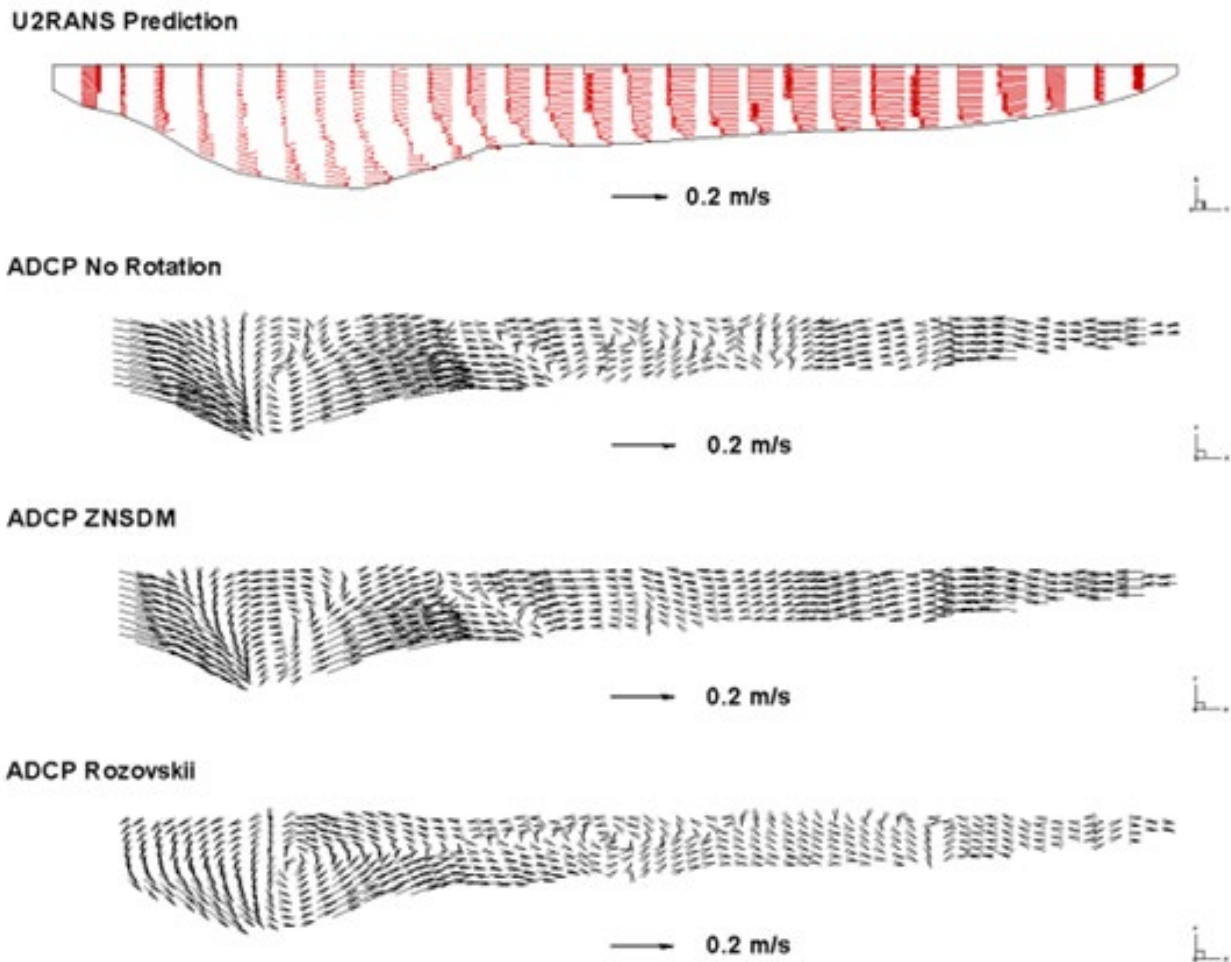 U2RANS Prediction
0.2 m/s
ADCP No Rotation
0.2 m/s
ADCP ZNSDM
0.2 m/s
ADCP Rozovskii
0.2 m/s